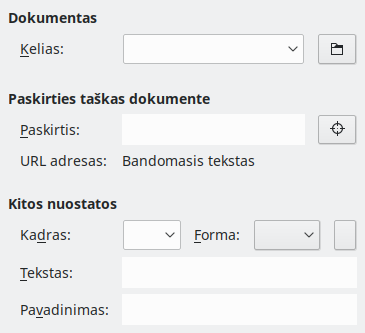 Dokumentas
Kelias:
Paskirties taškas dokumente
Paskirtis:
URL adresas: Bandomasis tekstas
Kitos nuostatos
Kadras: Forma:
Tekstas:
Pavadinimas: